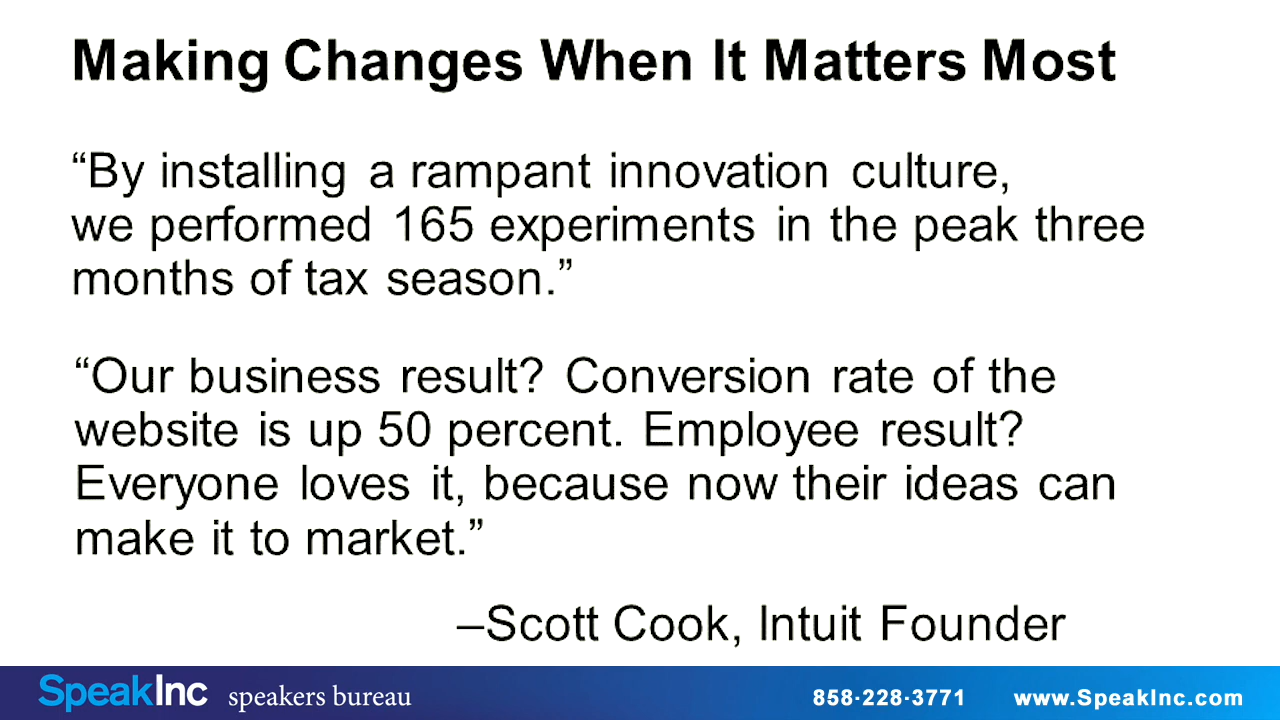 Making Changes When It Matters Most
“By installing a rampant innovation culture,
we performed 165 experiments in the peak three
months of tax season.”
“Our business result? Conversion rate of the
website is up 50 percent. Employee result?
Everyone loves it, because now their ideas can
make it to market.”
–Scott Cook, Intuit Founder
SpeakInc speakers bureau 858·228·3771 www.SpeakInc.com